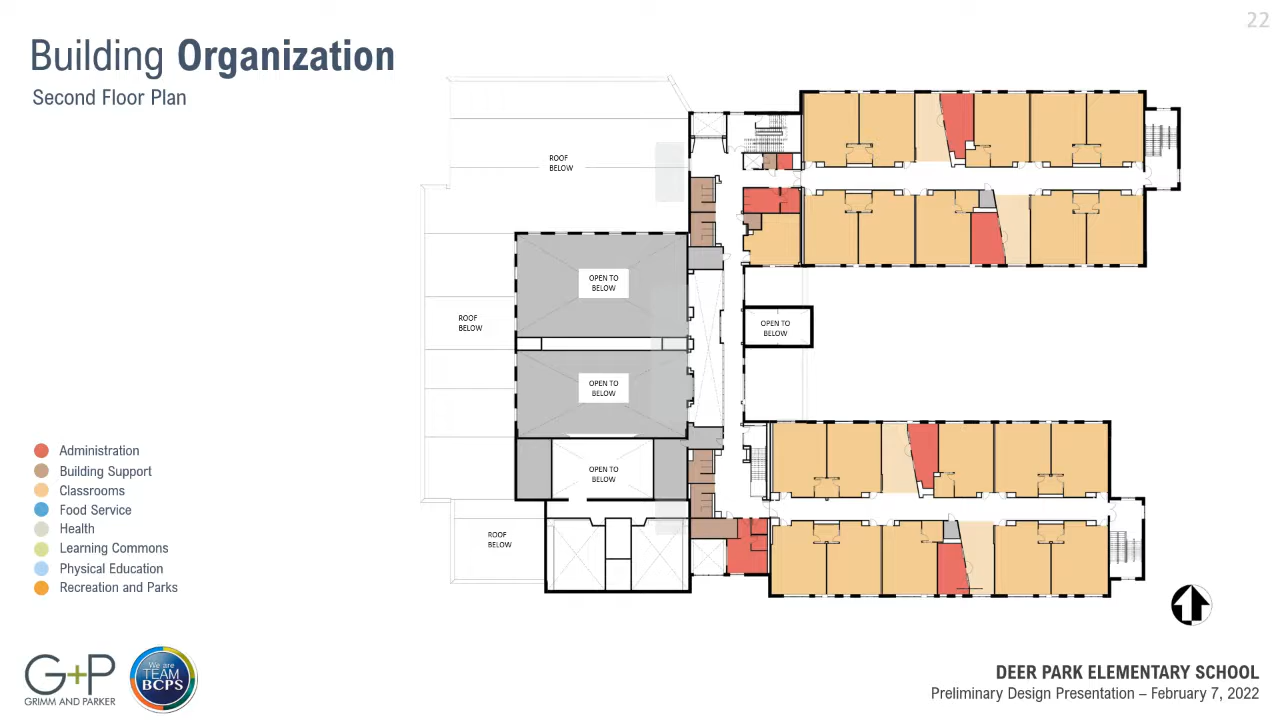 22
Building Organization
Second Floor Plan
ROOF
BELOW
OPEN TO
BELOW
ROOF
BELOW
OPEN TO
BELOW
OPEN TO
BELOW
OPEN TO
BELOW
ROOF
BELOW
Administration
Building Support
Classrooms
Food Service
Health
Learning Commons
Physical Education
Recreation and Parks
G+P
GRIMM AND PARKER
We are
TEAM
BCPS
DEER PARK ELEMENTARY SCHOOL
Preliminary Design Presentation – February 7, 2022